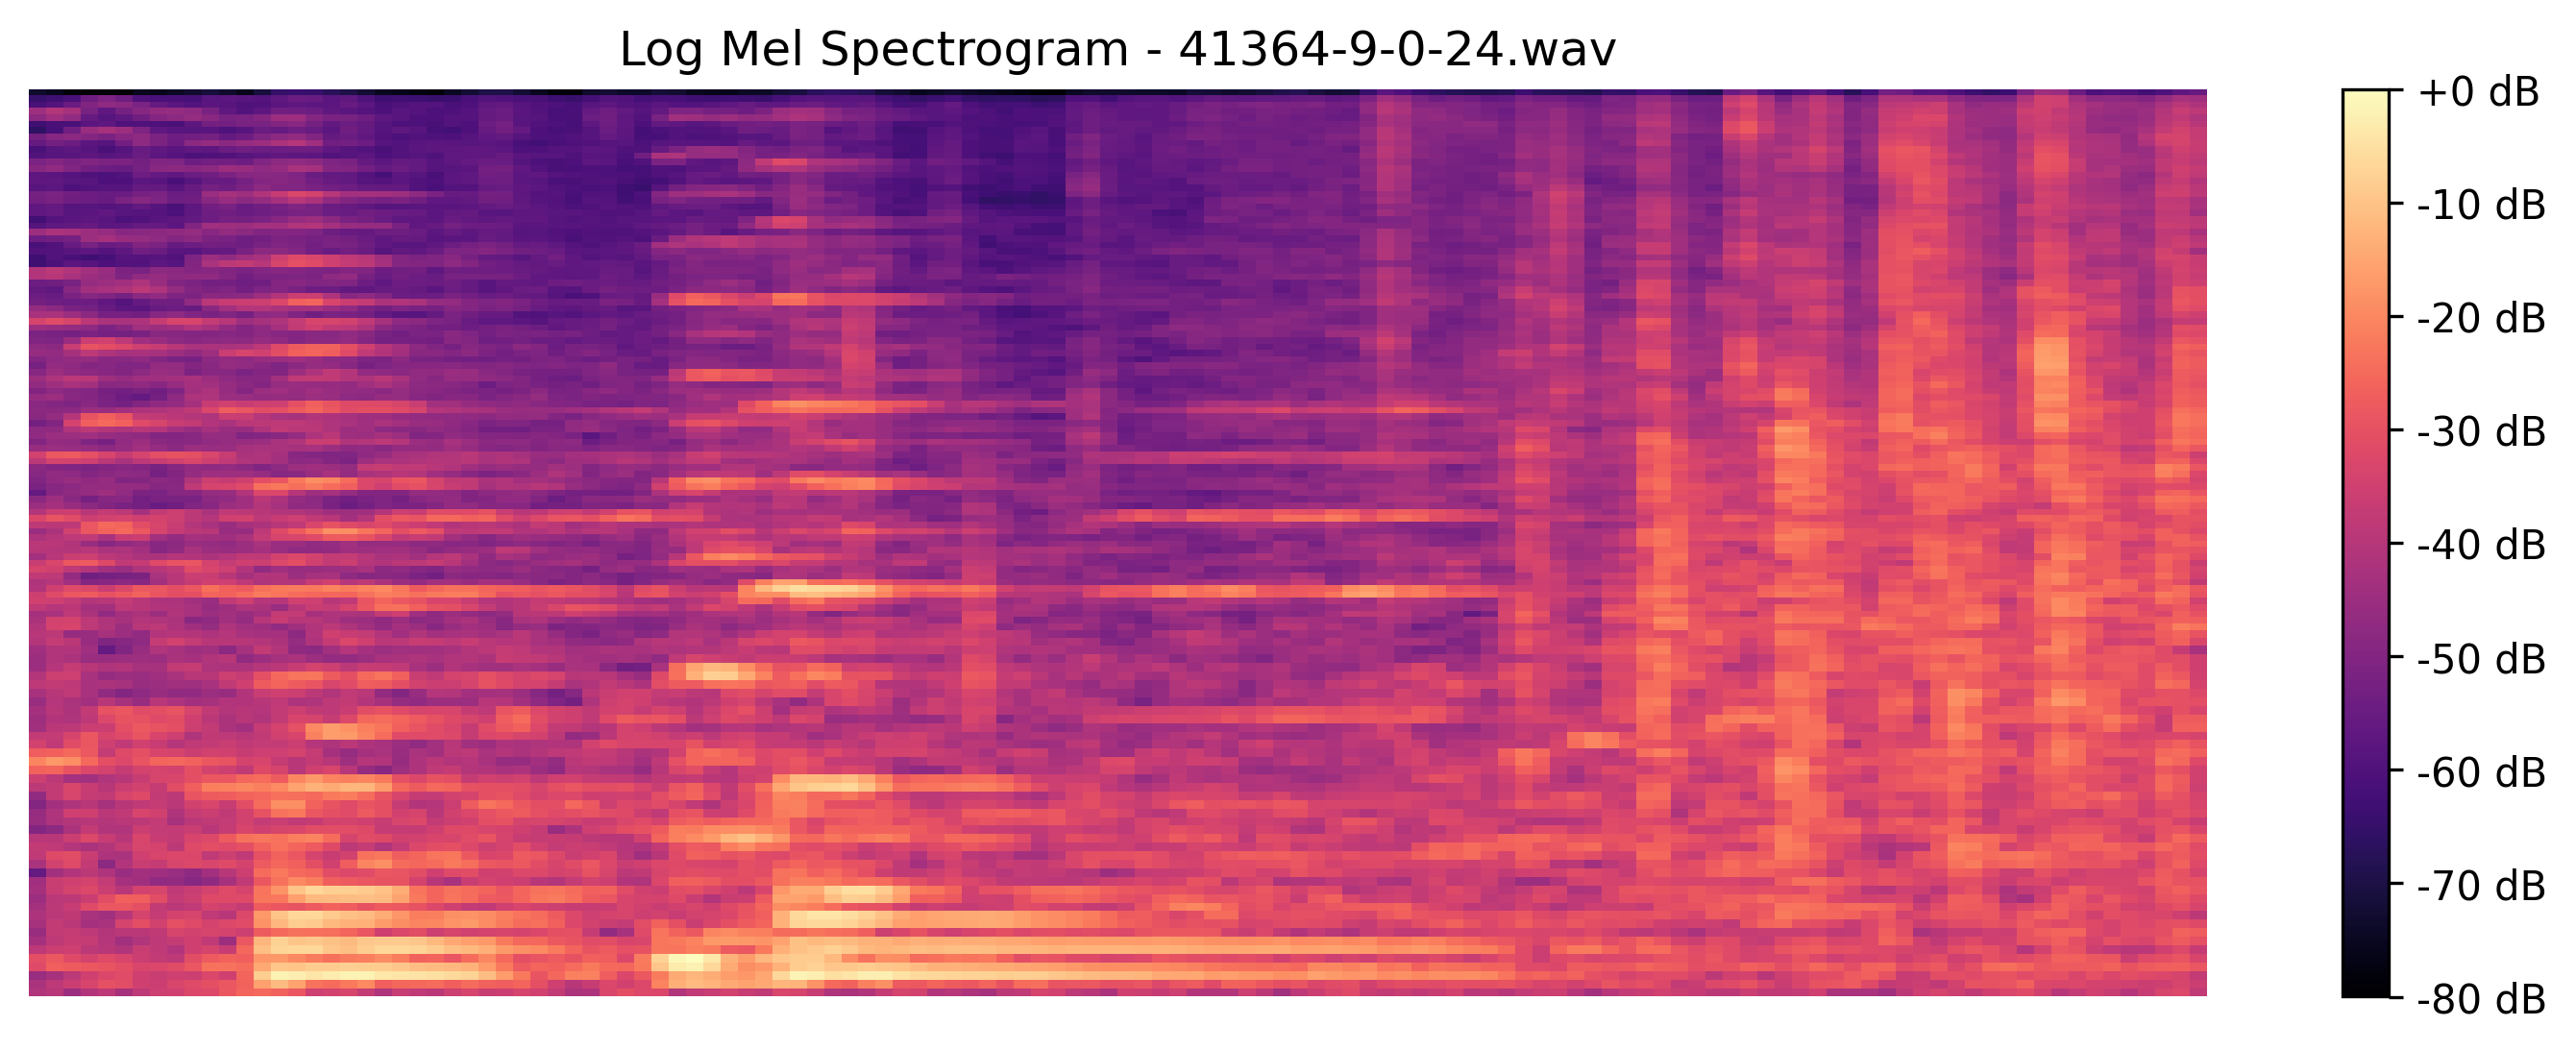 Log Mel Spectrogram - 41364-9-0-24.wav
+0 dB
-10 dB
-20 dB
-30 dB
-40 dB
-50 dB
-60 dB
-70 dB
-80 dB